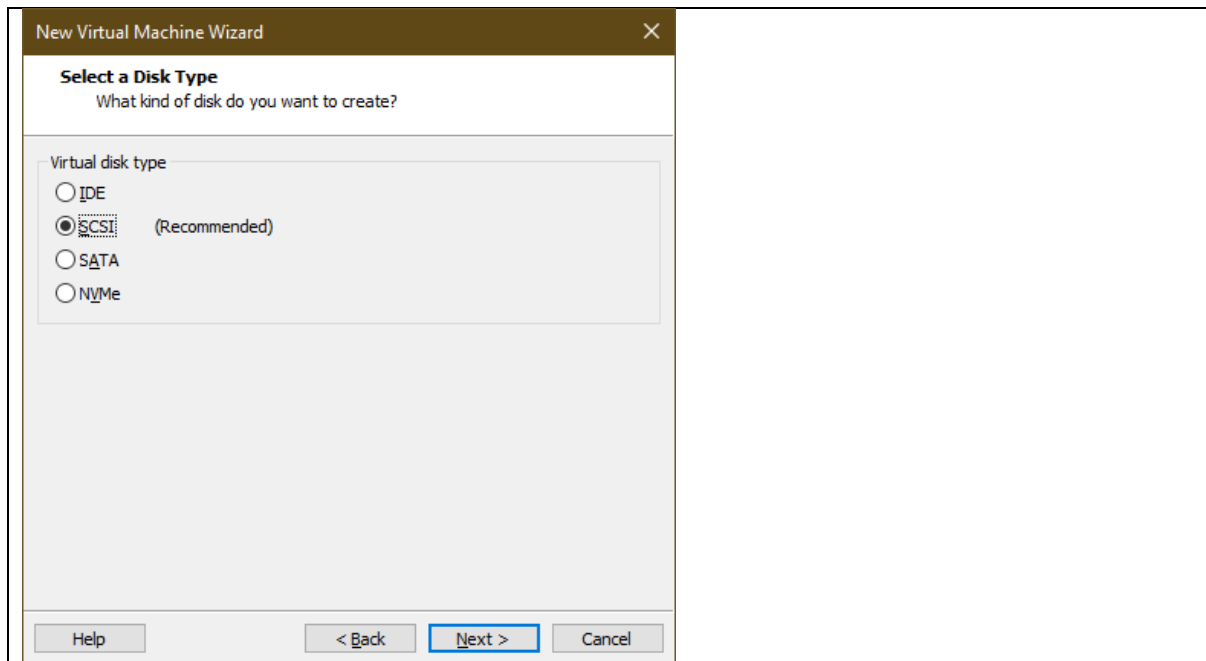 New Virtual Machine Wizard
Select a Disk Type
What kind of disk do you want to create?
Virtual disk type
IDE
SCSI (Recommended)
SATA
NVMe
Help < Back Next > Cancel